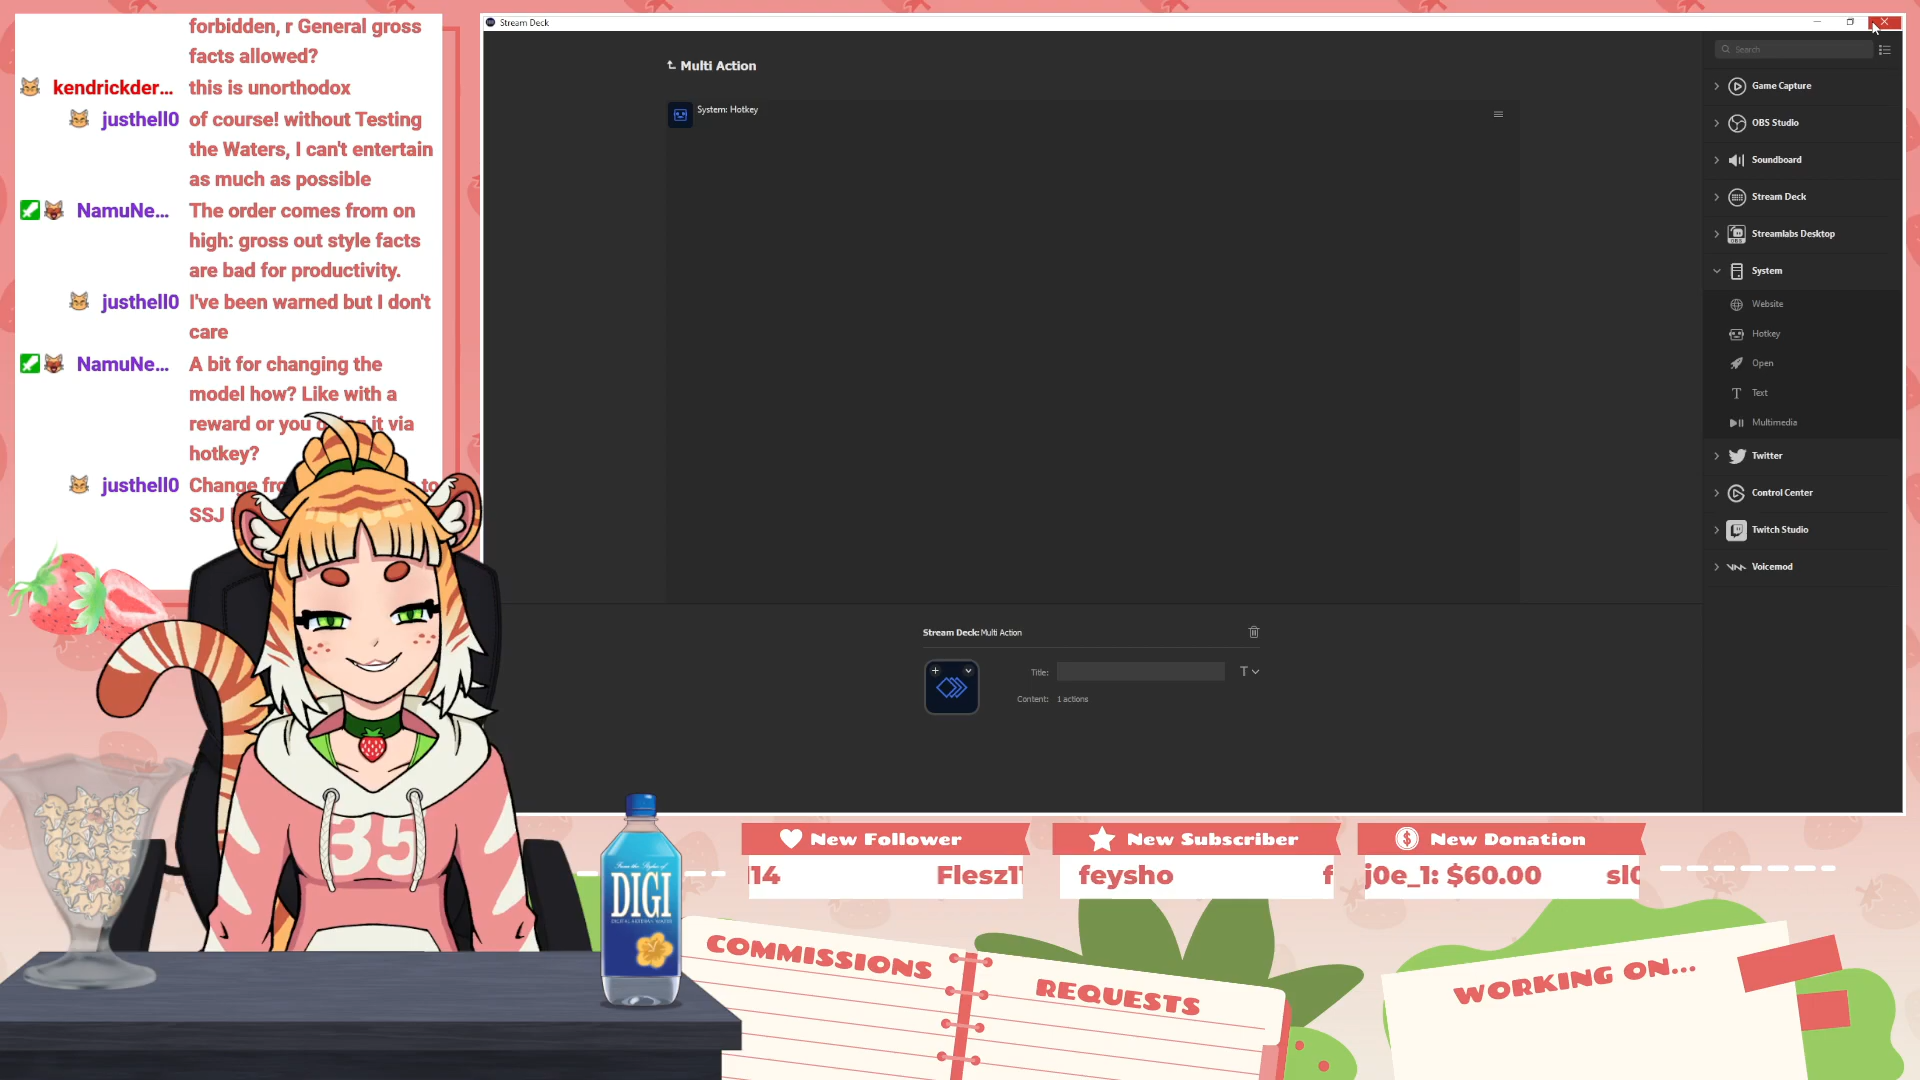 forbidden, r General gross
facts allowed?
kendrickder... this is unorthodox
justhell0 of course! without Testing
the Waters, I can't entertain
as much as possible
NamuNe... The order comes from on
high: gross out style facts
are bad for productivity.
justhell0 I've been warned but I don't
care
NamuNe... A bit for changing the
model how? Like with a
reward or you it via
hotkey?
justhell0 Change to
SSJ
Stream Deck
Multi Action
System: Hotkey
Stream Deck: Multi Action
Title:
T
Content: 1 actions
Search
Game Capture
OBS Studio
Soundboard
Stream Deck
Streamlabs Desktop
System
Website
Hotkey
Open
Text
Multimedia
Twitter
Control Center
Twitch Studio
Voicemod
35
DIGI
New Follower
14 Flesz11
New Subscriber
feysho f
New Donation
j0e_1: $60.00 sl0
COMMISSIONS
REQUESTS
WORKING ON...